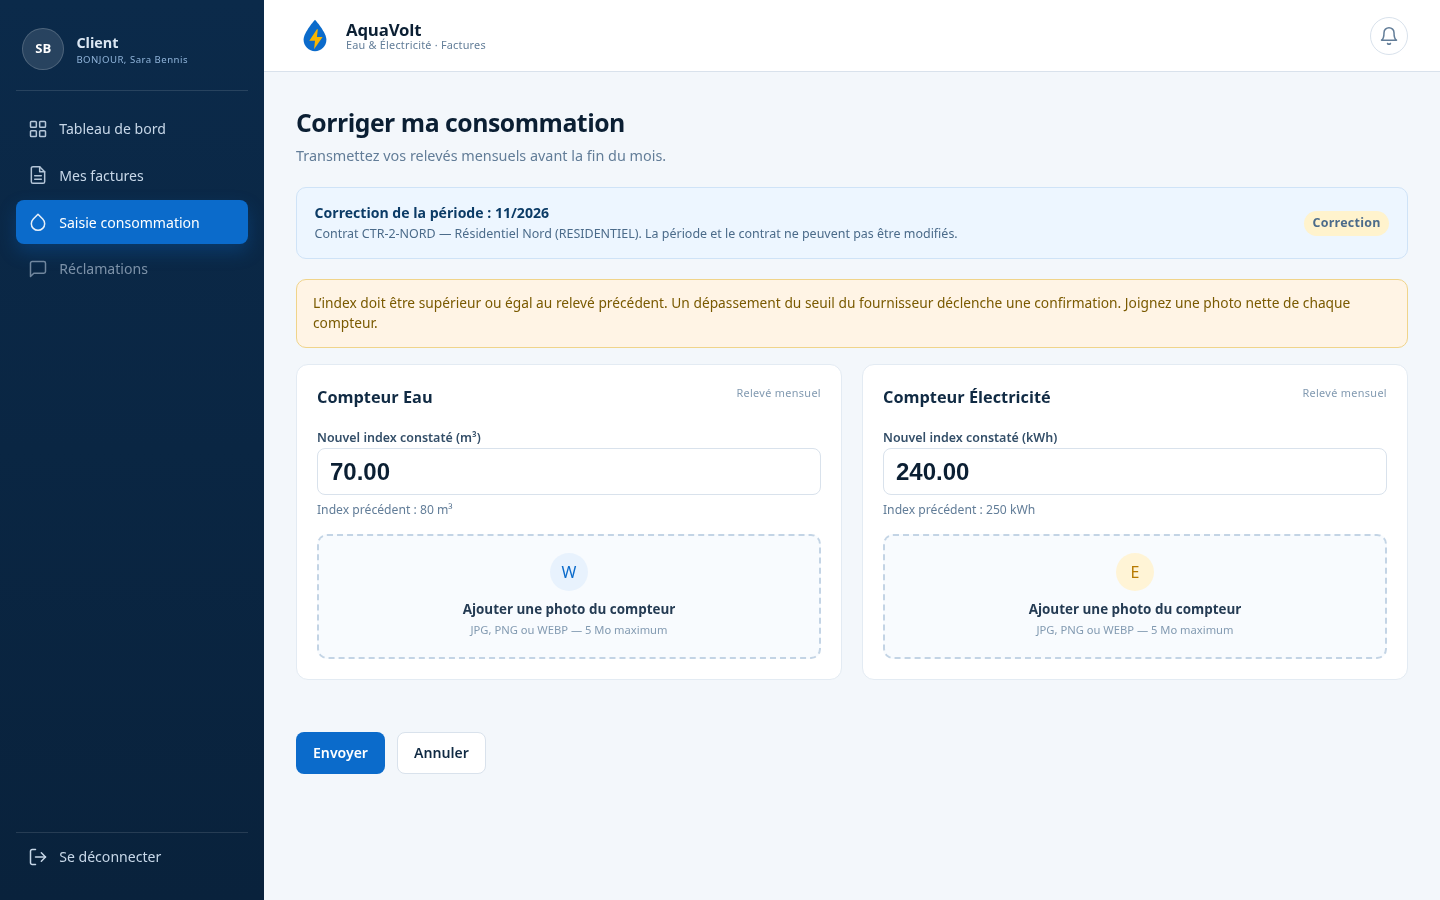 SB
Client
BONJOUR, Sara Bennis
Tableau de bord
Mes factures
Saisie consommation
Réclamations
Se déconnecter
AquaVolt
Eau & Électricité · Factures
Corriger ma consommation
Transmettez vos relevés mensuels avant la fin du mois.
Correction de la période : 11/2026
Contrat CTR-2-NORD — Résidentiel Nord (RESIDENTIEL). La période et le contrat ne peuvent pas être modifiés.
Correction
L'index doit être supérieur ou égal au relevé précédent. Un dépassement du seuil du fournisseur déclenche une confirmation. Joignez une photo nette de chaque
compteur.
Compteur Eau
Relevé mensuel
Nouvel index constaté (m³)
70.00
Index précédent : 80 m³
W
Ajouter une photo du compteur
JPG, PNG ou WEBP — 5 Mo maximum
Compteur Électricité
Relevé mensuel
Nouvel index constaté (kWh)
240.00
Index précédent : 250 kWh
E
Ajouter une photo du compteur
JPG, PNG ou WEBP — 5 Mo maximum
Envoyer
Annuler